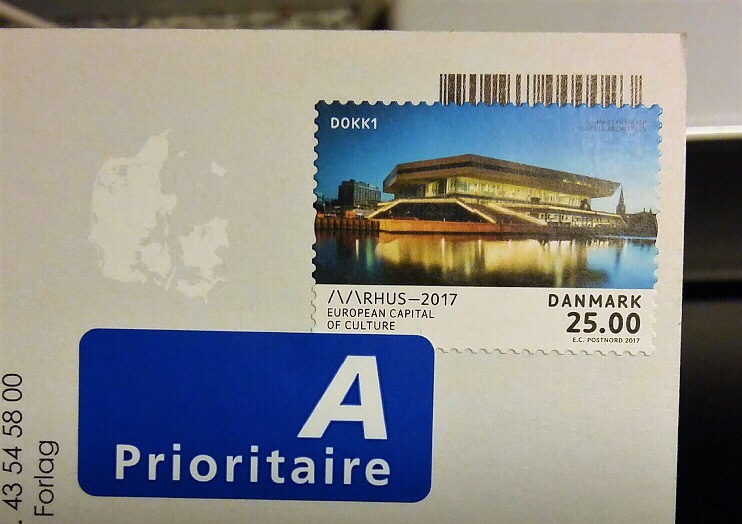 DOKK1
/\/\RHUS—2017
EUROPEAN CAPITAL
OF CULTURE
DANMARK
25.00
E.C. POSTNORD 2017
A
Prioritaire
. 43 54 58 00
Forlag